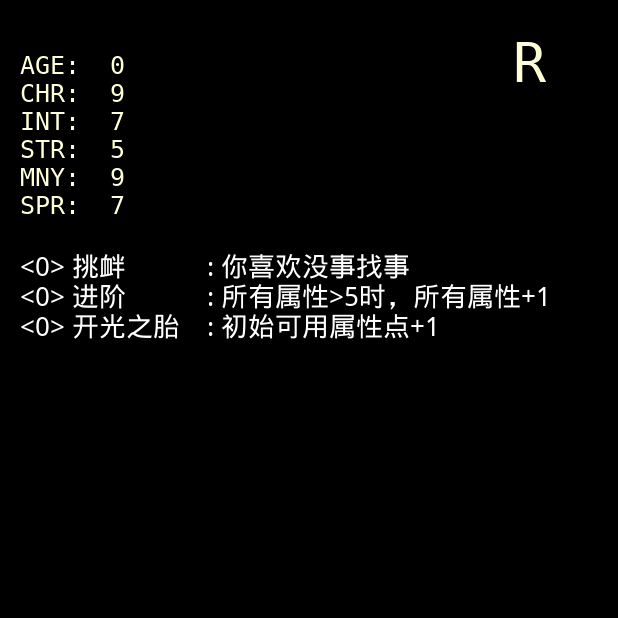 R
AGE: 0
CHR: 9
INT: 7
STR: 5
MNY: 9
SPR: 7
<0> 挑衅 : 你喜欢没事找事
<0> 进阶 : 所有属性>5时，所有属性+1
<0> 开光之胎 : 初始可用属性点+1